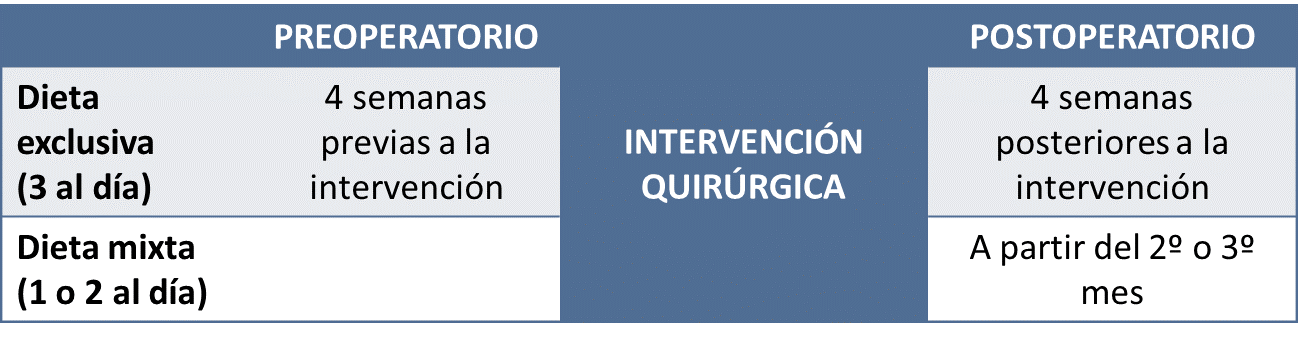 PREOPERATORIO
POSTOPERATORIO
Dieta
exclusiva
(3 al día)
4 semanas
previas a la
intervención
INTERVENCIÓN
QUIRÚRGICA
4 semanas
posteriores a la
intervención
Dieta mixta
(1 o 2 al día)
A partir del 2º o 3º
mes